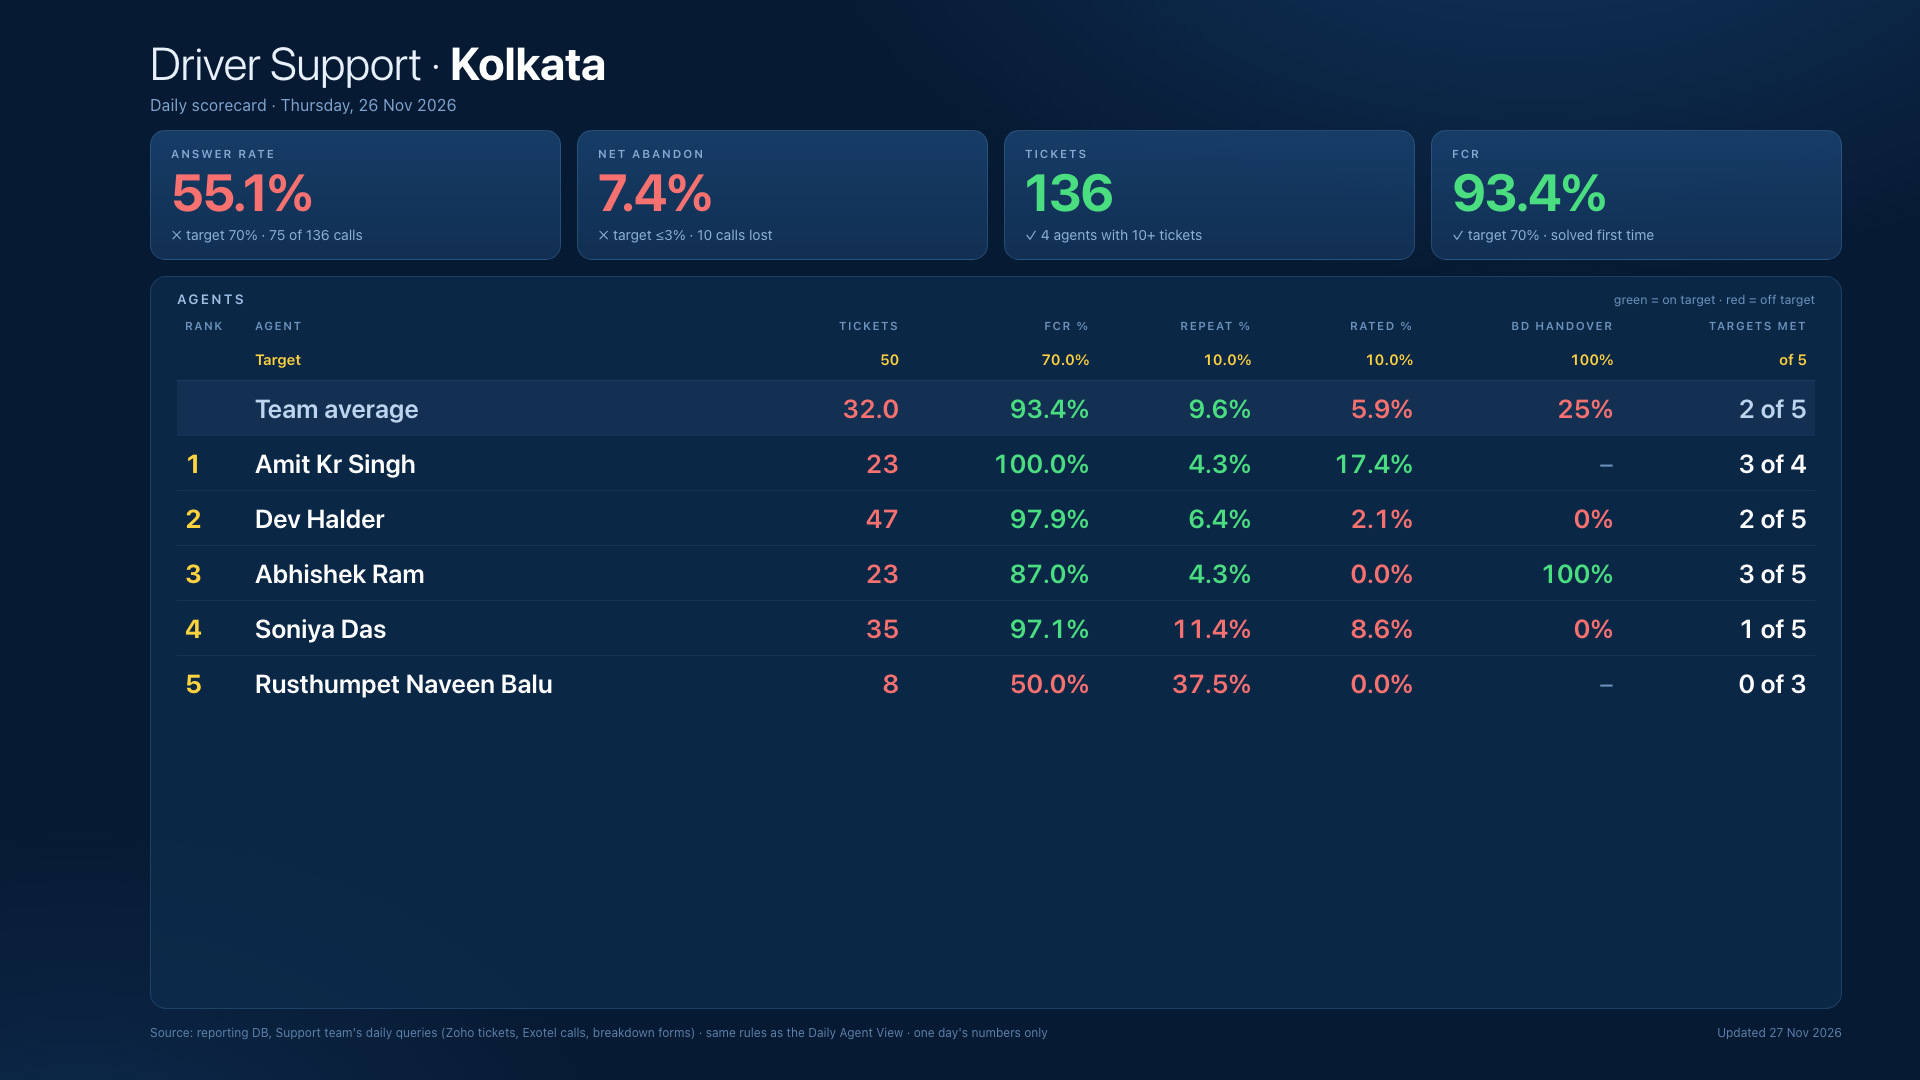 Driver Support · Kolkata
Daily scorecard · Thursday, 26 Nov 2026
ANSWER RATE
55.1%
✕ target 70% · 75 of 136 calls
NET ABANDON
7.4%
✕ target ≤3% · 10 calls lost
TICKETS
136
✓ 4 agents with 10+ tickets
FCR
93.4%
✓ target 70% · solved first time
AGENTS
green = on target · red = off target
RANK AGENT TICKETS FCR % REPEAT % RATED % BD HANDOVER TARGETS MET
Target 50 70.0% 10.0% 10.0% 100% of 5
Team average 32.0 93.4% 9.6% 5.9% 25% 2 of 5
1 Amit Kr Singh 23 100.0% 4.3% 17.4% – 3 of 4
2 Dev Halder 47 97.9% 6.4% 2.1% 0% 2 of 5
3 Abhishek Ram 23 87.0% 4.3% 0.0% 100% 3 of 5
4 Soniya Das 35 97.1% 11.4% 8.6% 0% 1 of 5
5 Rusthumpet Naveen Balu 8 50.0% 37.5% 0.0% – 0 of 3
Source: reporting DB, Support team's daily queries (Zoho tickets, Exotel calls, breakdown forms) · same rules as the Daily Agent View · one day's numbers only
Updated 27 Nov 2026